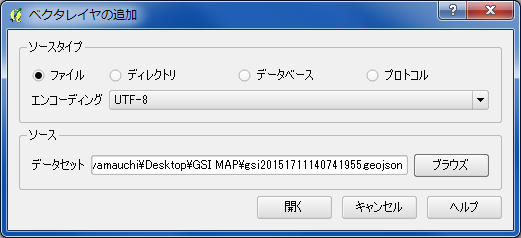 ベクタレイヤの追加
ソースタイプ
ファイル ディレクトリ データベース プロトコル
エンコーディング UTF-8
ソース
データセット yamauchi¥Desktop¥GSI MAP¥gsi20151711140741955.geojson ブラウズ
開く キャンセル ヘルプ